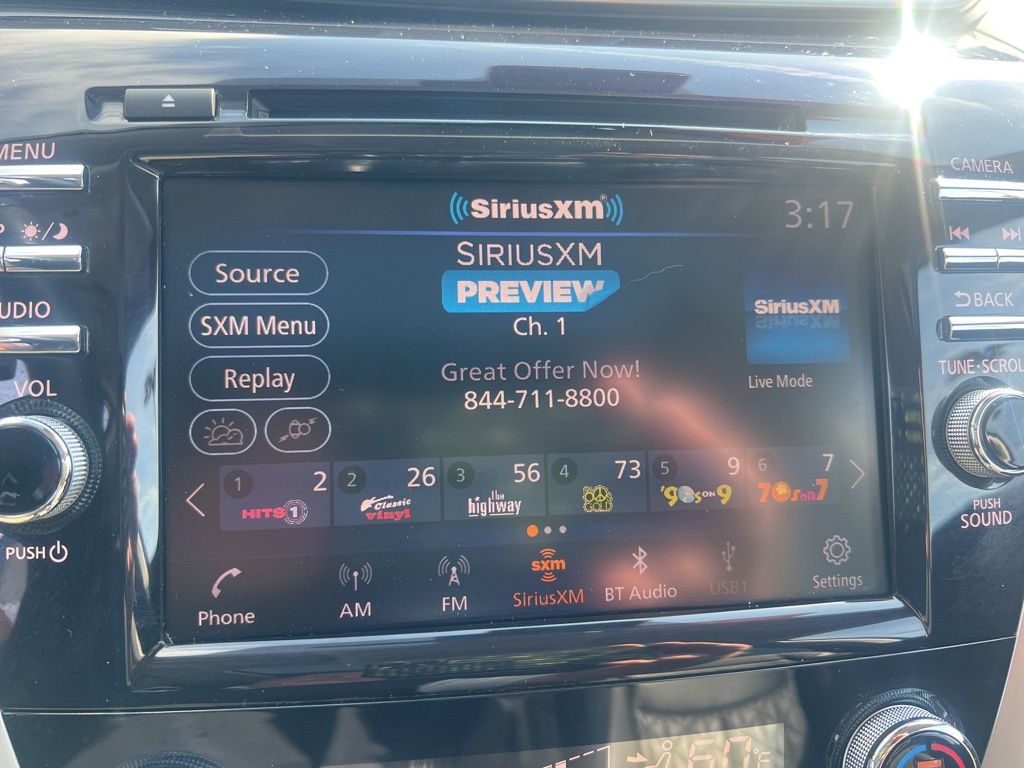 MENU
CAMERA
SiriusXM
3:17
SIRIUSXM
PREVIEW
Ch. 1
Source
SXM Menu
Replay
Great Offer Now!
844-711-8800
SiriusXM
Live Mode
AUDIO
BACK
VOL
TUNE·SCROLL
1 2 HITS 1
2 26 Classic vinyl
3 56 the highway
4 73 60s GOLD
5 9 '90s ON 9
6 7 70s on 7
PUSH
PUSH
SOUND
Phone
AM
FM
sxm
SiriusXM
BT Audio
USB1
Settings
60°F